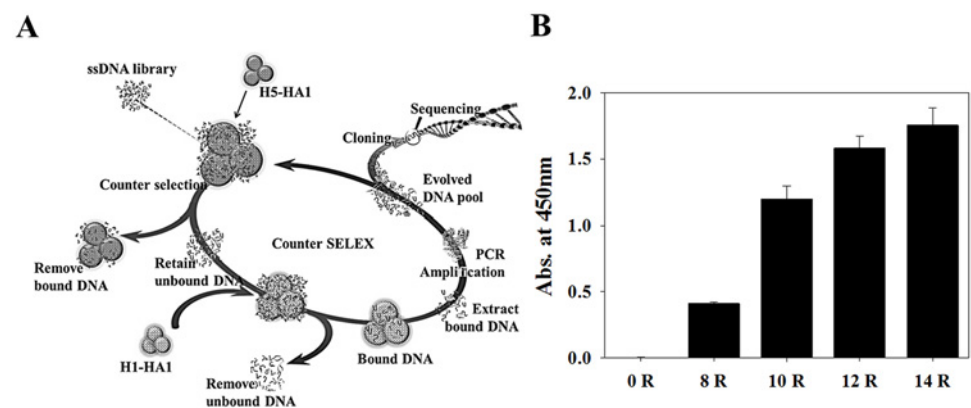 A
ssDNA library
H5-HA1
Sequencing
Cloning
Counter selection
Evolved
DNA pool
Counter SELEX
Remove
bound DNA
Retain
unbound DNA
PCR
Amplification
Extract
bound DNA
H1-HA1
Bound DNA
Remove
unbound DNA
B
Abs. at 450nm
2.0
1.5
1.0
0.5
0.0
0 R 8 R 10 R 12 R 14 R